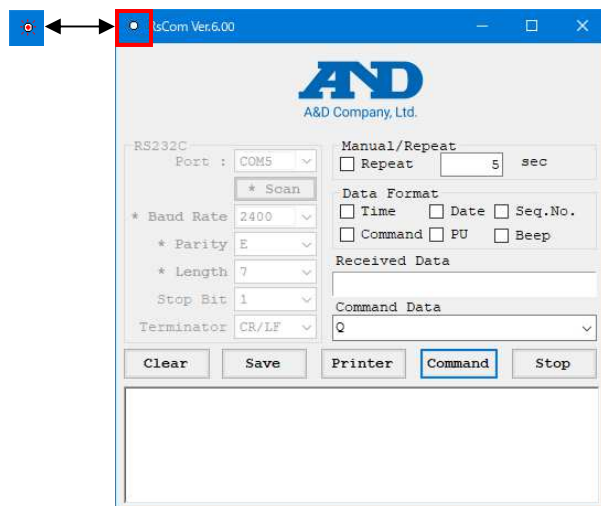 RsCom Ver.6.00
AND
A&D Company, Ltd.
RS232C
Port : COM5
* Scan
* Baud Rate 2400
* Parity E
* Length 7
Stop Bit 1
Terminator CR/LF
Manual/Repeat
Repeat 5 sec
Data Format
Time Date Seq.No.
Command PU Beep
Received Data
Command Data
Q
Clear Save Printer Command Stop